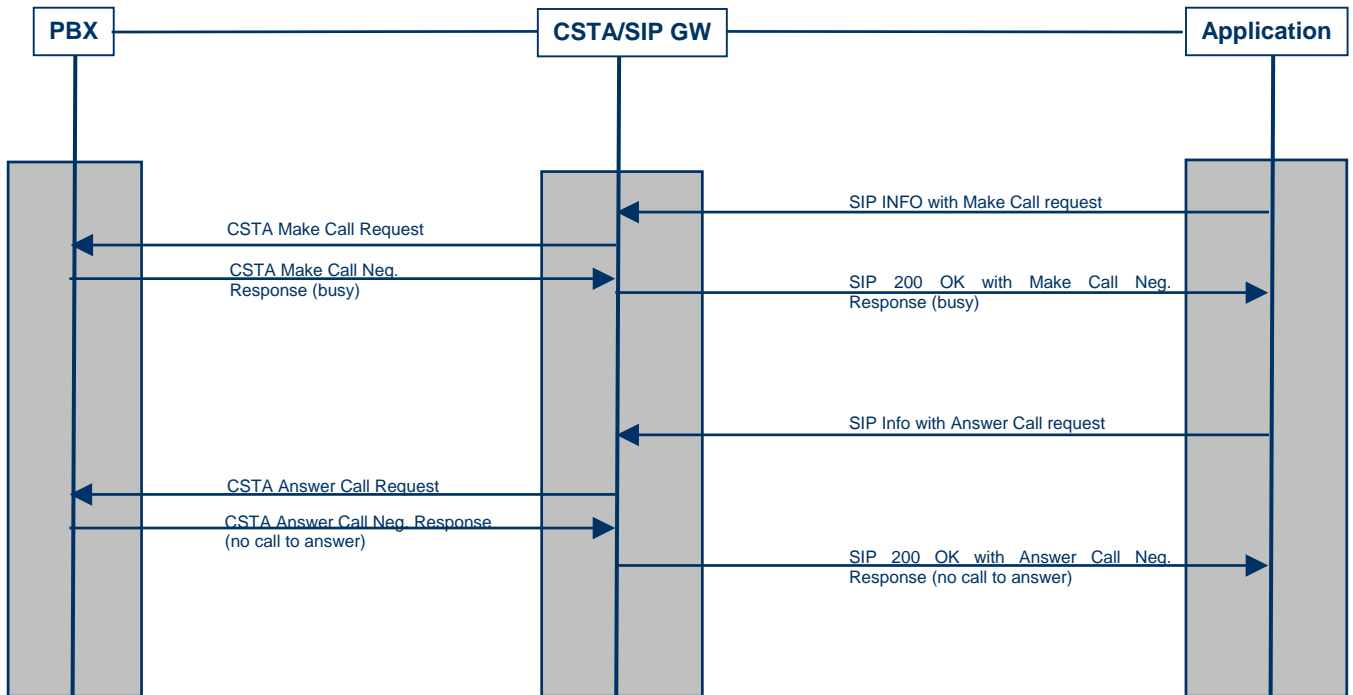 PBX
CSTA/SIP GW
Application
SIP INFO with Make Call request
CSTA Make Call Request
CSTA Make Call Neg.
Response (busy)
SIP 200 OK with Make Call Neg.
Response (busy)
SIP Info with Answer Call request
CSTA Answer Call Request
CSTA Answer Call Neg. Response
(no call to answer)
SIP 200 OK with Answer Call Neg.
Response (no call to answer)